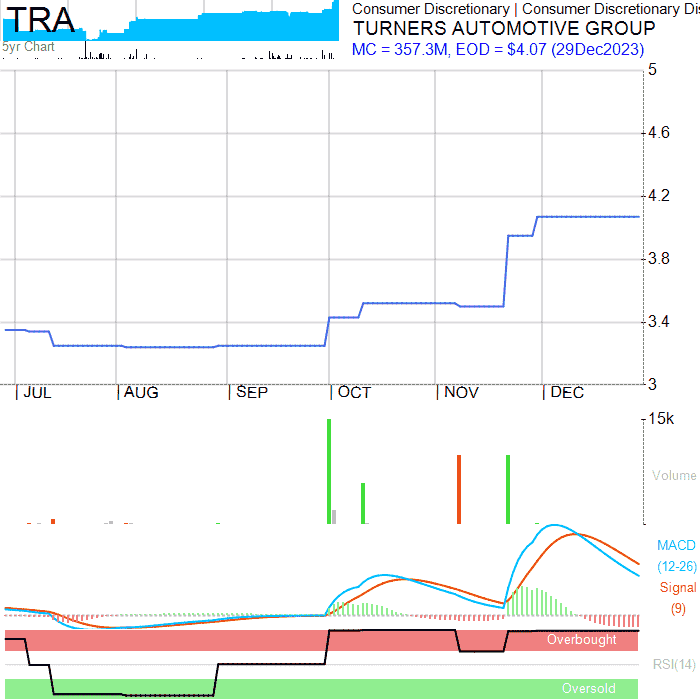 TRA
5yr Chart
Consumer Discretionary | Consumer Discretionary Dis
TURNERS AUTOMOTIVE GROUP
MC = 357.3M, EOD = $4.07 (29Dec2023)
5
4.6
4.2
3.8
3.4
3
| JUL | AUG | SEP | OCT | NOV | DEC
15k
Volume
MACD
(12-26)
Signal
(9)
Overbought
RSI(14)
Oversold